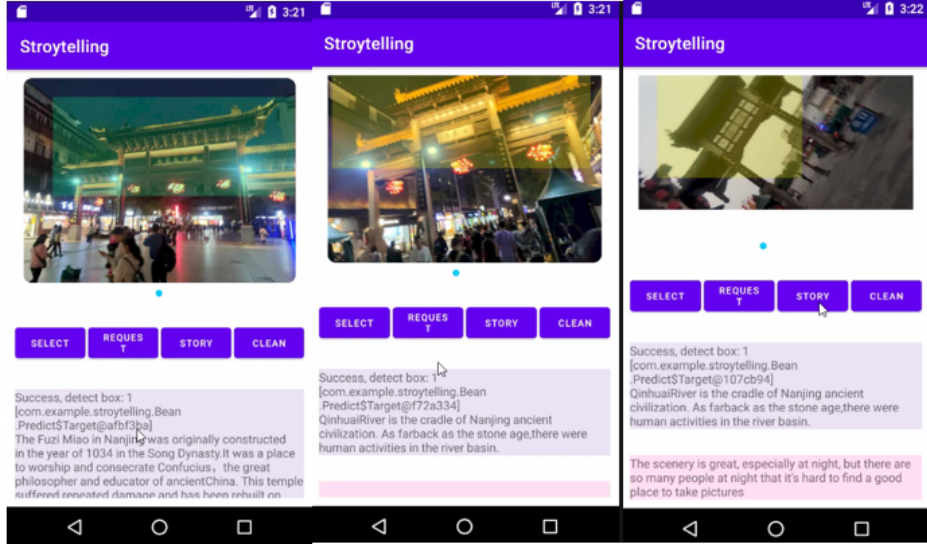 3:21
Stroytelling
SELECT
REQUES
T
STORY
CLEAN
Success, detect box: 1
[com.example.stroytelling.Bean
.Predict$Target@afbf3ba]
The Fuzi Miao in Nanjing was originally constructed
in the year of 1034 in the Song Dynasty.It was a place
to worship and consecrate Confucius，the great
philosopher and educator of ancientChina. This temple
suffered repeated damage and has been rebuilt on
3:21
Stroytelling
SELECT
REQUES
T
STORY
CLEAN
Success, detect box: 1
[com.example.stroytelling.Bean
.Predict$Target@f72a334]
QinhuaiRiver is the cradle of Nanjing ancient
civilization. As farback as the stone age,there were
human activities in the river basin.
3:22
Stroytelling
SELECT
REQUES
T
STORY
CLEAN
Success, detect box: 1
[com.example.stroytelling.Bean
.Predict$Target@107cb94]
QinhuaiRiver is the cradle of Nanjing ancient
civilization. As farback as the stone age,there were
human activities in the river basin.
The scenery is great, especially at night, but there are
so many people at night that it's hard to find a good
place to take pictures